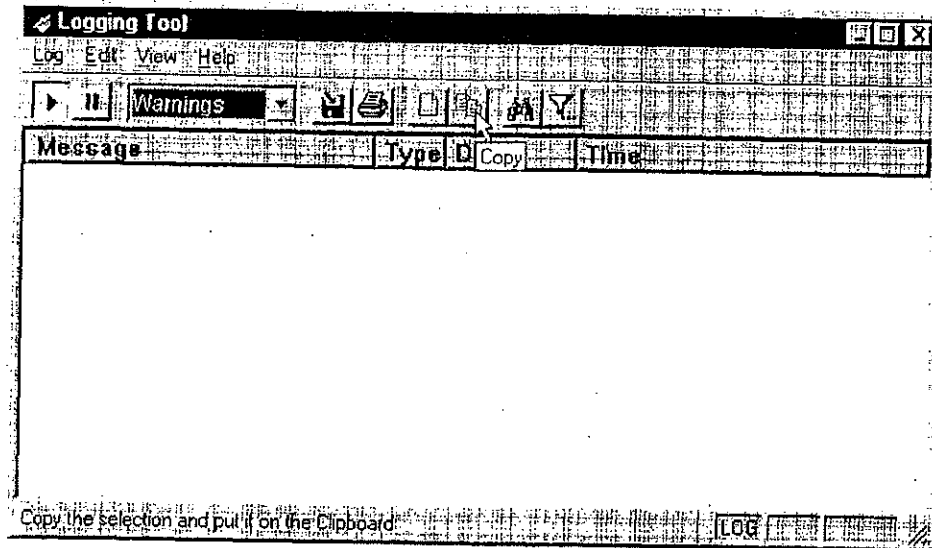 Logging Tool
Log Edit View Help
Warnings
Message Type D Time
Copy
Copy the selection and put it on the Clipboard
LOG